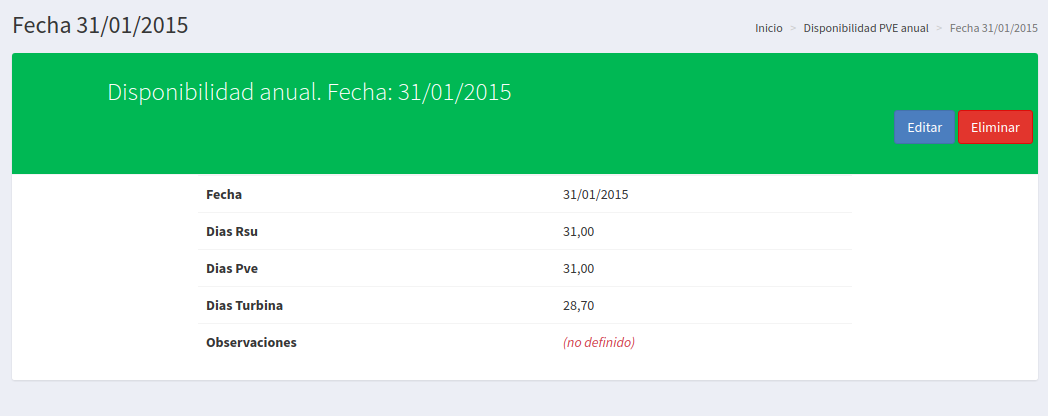 Fecha 31/01/2015
Inicio > Disponibilidad PVE anual > Fecha 31/01/2015
Disponibilidad anual. Fecha: 31/01/2015
Editar Eliminar
Fecha 31/01/2015
Dias Rsu 31,00
Dias Pve 31,00
Dias Turbina 28,70
Observaciones (no definido)